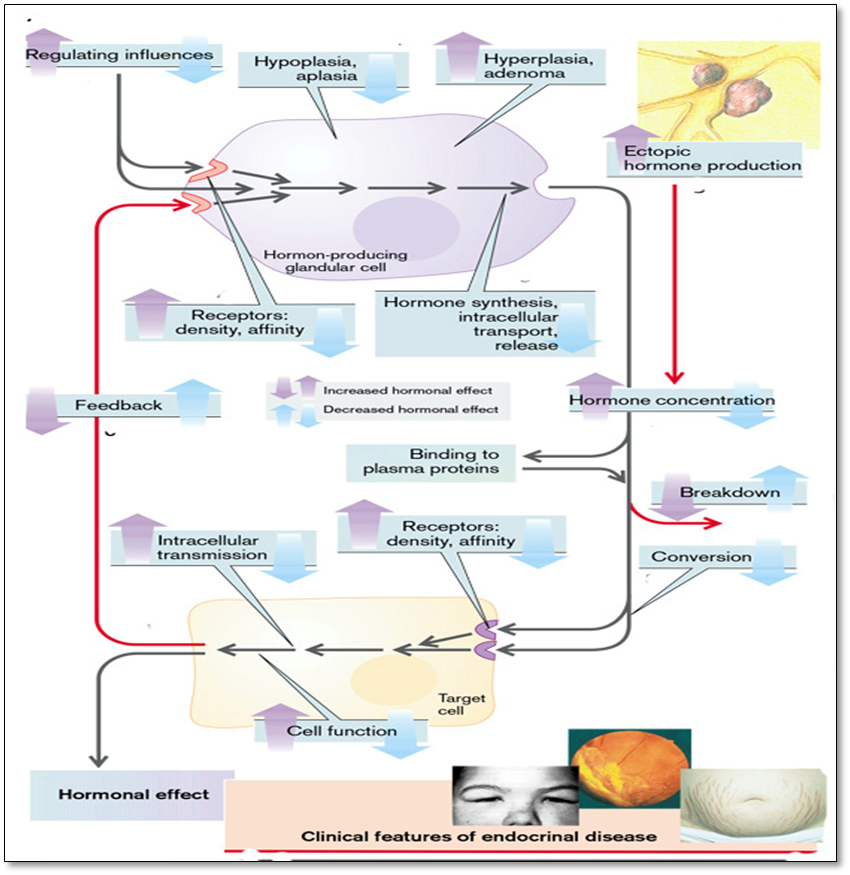 Regulating influences
Hypoplasia,
aplasia
Hyperplasia,
adenoma
Ectopic
hormone production
Hormon-producing
glandular cell
Receptors:
density, affinity
Hormone synthesis,
intracellular
transport,
release
Feedback
Increased hormonal effect
Decreased hormonal effect
Hormone concentration
Binding to
plasma proteins
Breakdown
Intracellular
transmission
Receptors:
density, affinity
Conversion
Target
cell
Cell function
Hormonal effect
Clinical features of endocrinal disease